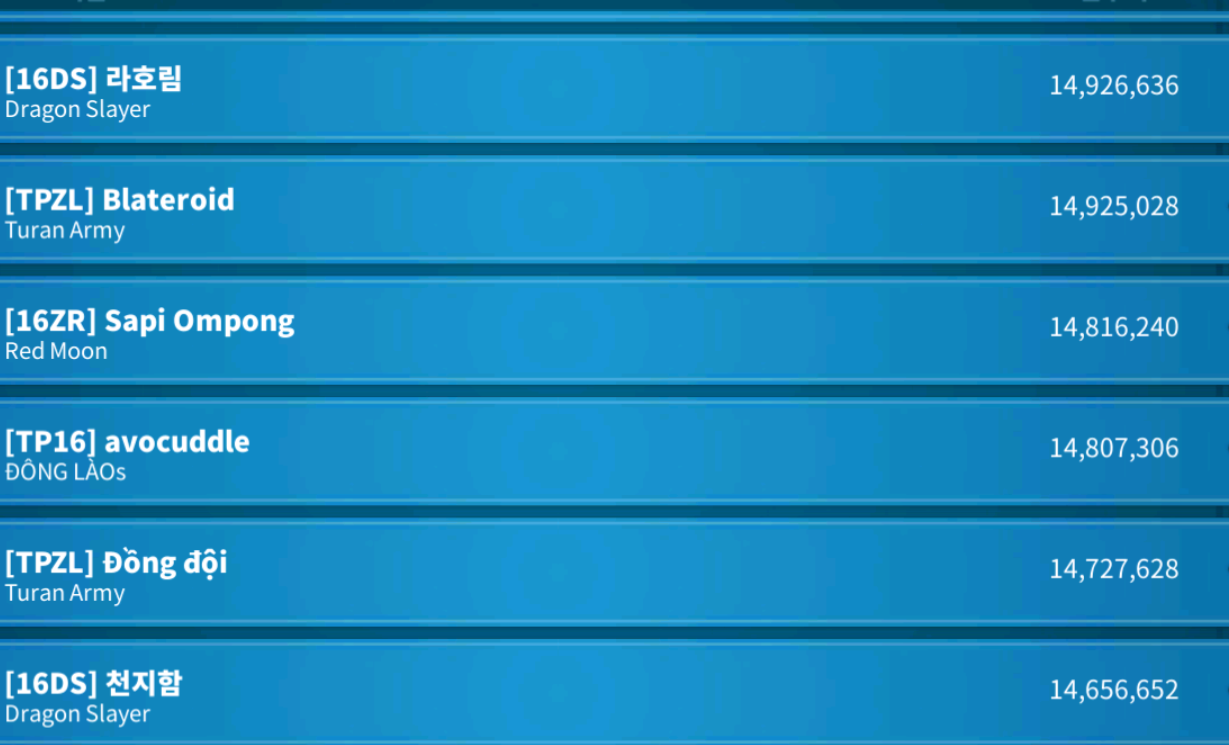 [16DS] 라호림
14,926,636
Dragon Slayer
[TPZL] Blateroid
14,925,028
Turan Army
[16ZR] Sapi Ompong
14,816,240
Red Moon
[TP16] avocuddle
14,807,306
ĐÔNG LÀOs
[TPZL] Đồng đội
14,727,628
Turan Army
[16DS] 천지함
14,656,652
Dragon Slayer